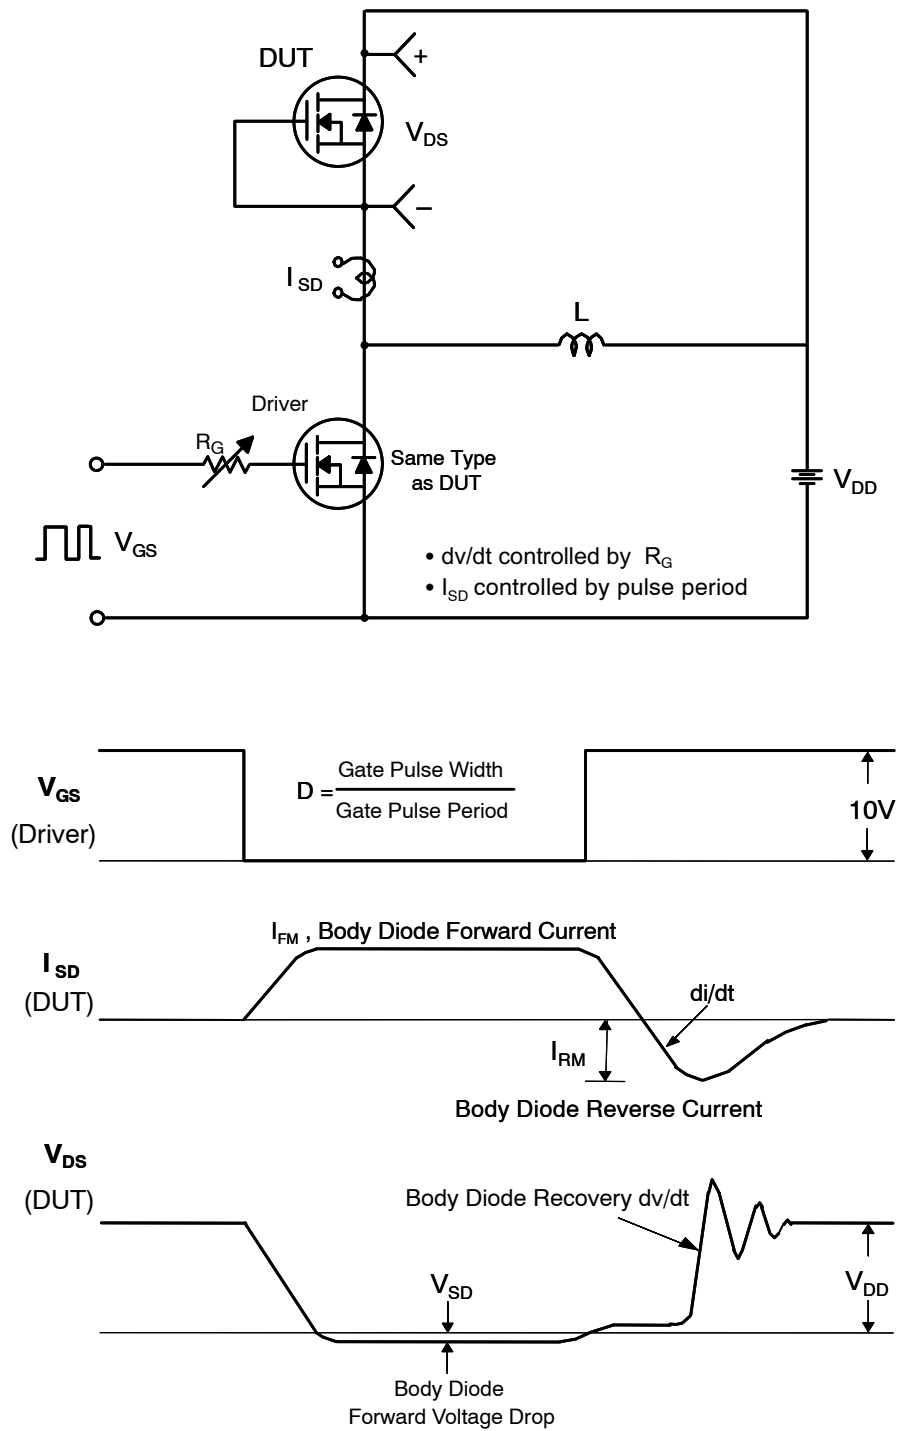 DUT
+
V_DS
−
I_SD
L
Driver
R_G
Same Type
as DUT
V_DD
V_GS
• dv/dt controlled by R_G
• I_SD controlled by pulse period
V_GS
(Driver)
D = Gate Pulse Width
Gate Pulse Period
10V
I_FM , Body Diode Forward Current
I_SD
(DUT)
di/dt
I_RM
Body Diode Reverse Current
V_DS
(DUT)
Body Diode Recovery dv/dt
V_SD
V_DD
Body Diode
Forward Voltage Drop